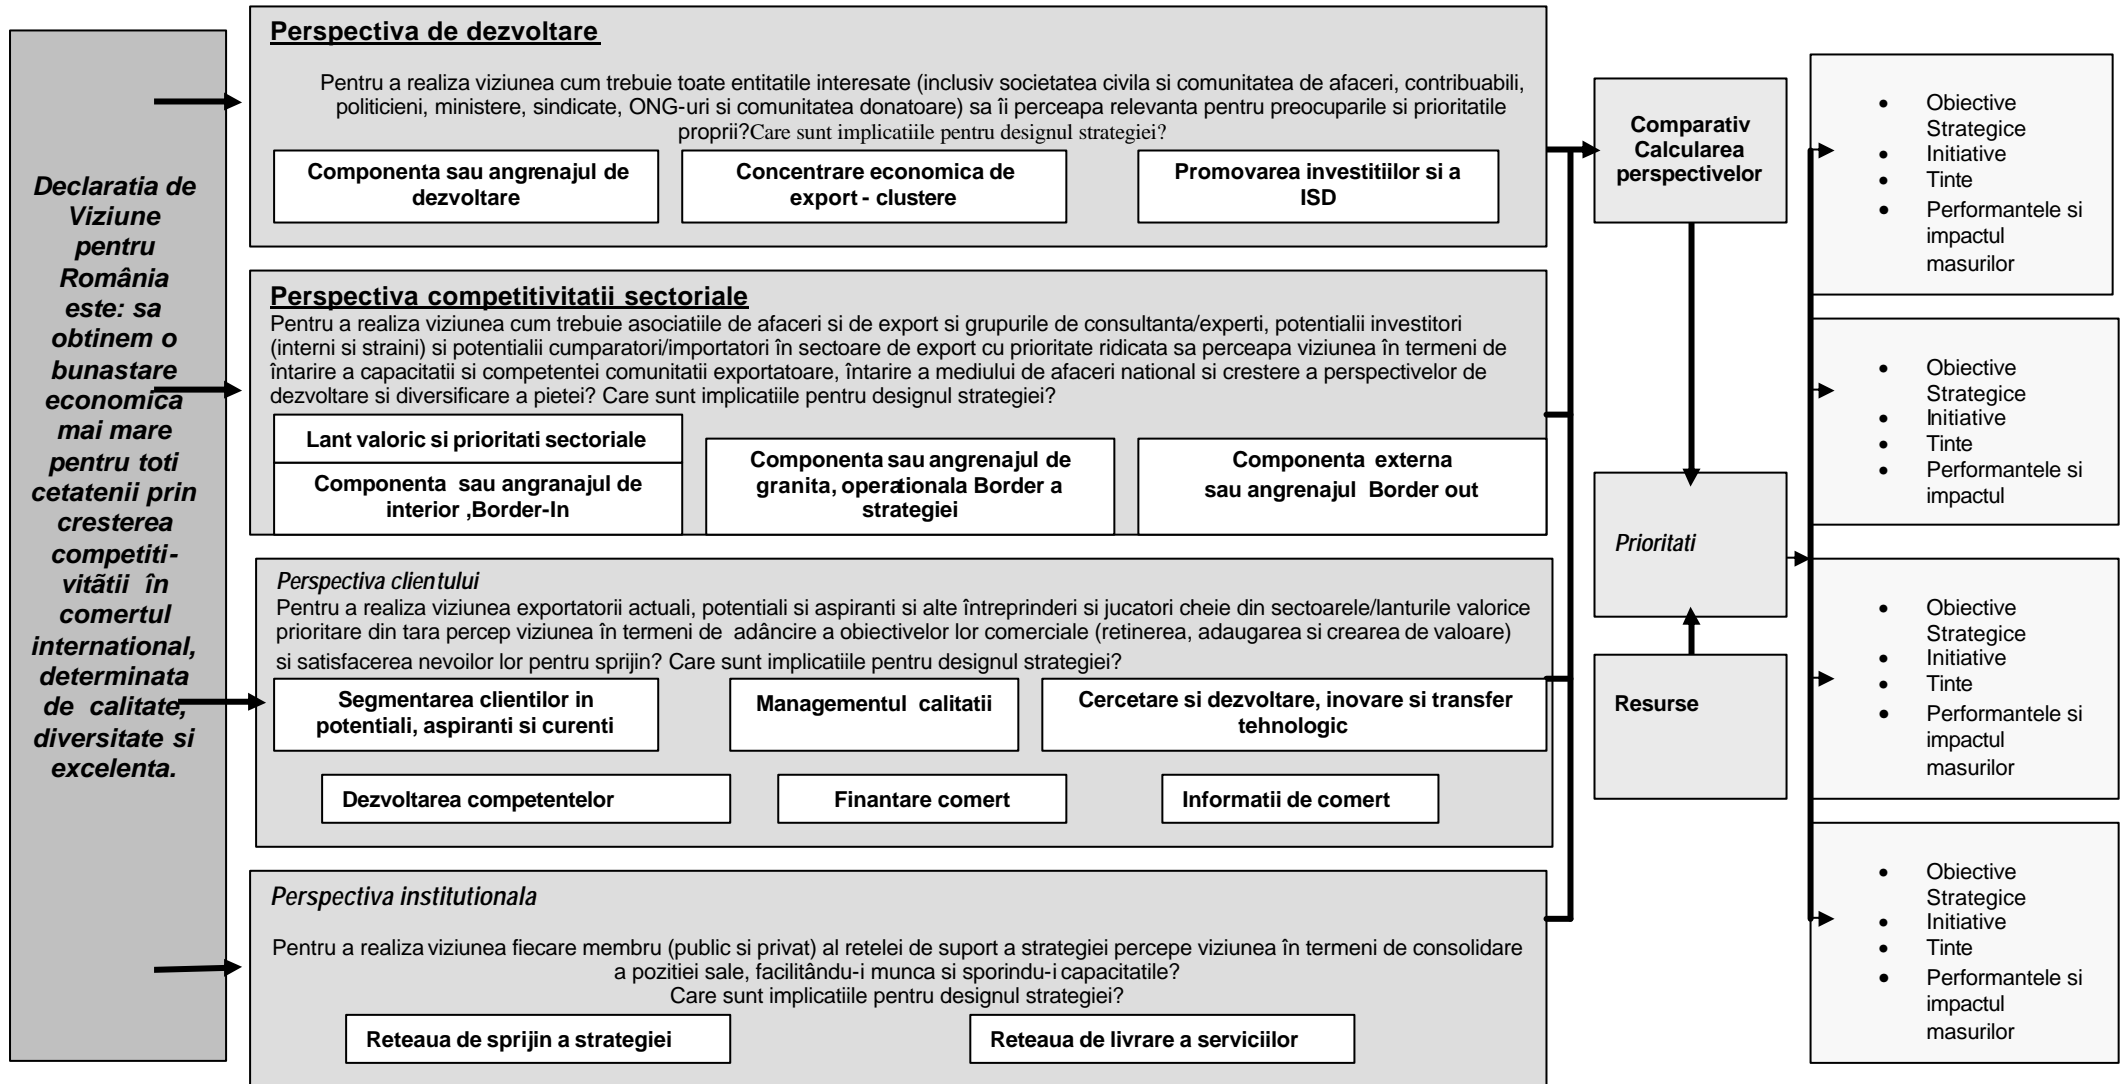 Declaratia de
Viziune
pentru
România
este: sa
obtinem o
bunastare
economica
mai mare
pentru toti
cetatenii prin
cresterea
competiti-
vitãtii în
comertul
international,
determinata
de calitate,
diversitate si
excelenta.
Perspectiva de dezvoltare
Pentru a realiza viziunea cum trebuie toate entitatile interesate (inclusiv societatea civila si comunitatea de afaceri, contribuabili,
politicieni, ministere, sindicate, ONG-uri si comunitatea donatoare) sa îi perceapa relevanta pentru preocuparile si prioritatile
proprii?Care sunt implicatiile pentru designul strategiei?
Componenta sau angrenajul de
dezvoltare
Concentrare economica de
export - clustere
Promovarea investitiilor si a
ISD
Perspectiva competitivitatii sectoriale
Pentru a realiza viziunea cum trebuie asociatiile de afaceri si de export si grupurile de consultanta/experti, potentialii investitori
(interni si straini) si potentialii cumparatori/importatori în sectoare de export cu prioritate ridicata sa perceapa viziunea în termeni de
întarire a capacitatii si competentei comunitatii exportatoare, întarire a mediului de afaceri national si crestere a perspectivelor de
dezvoltare si diversificare a pietei? Care sunt implicatiile pentru designul strategiei?
Lant valoric si prioritati sectoriale
Componenta sau angranajul de
interior ,Border-In
Componenta sau angrenajul de
granita, operationala Border a
strategiei
Componenta externa
sau angrenajul Border out
Perspectiva clientului
Pentru a realiza viziunea exportatorii actuali, potentiali si aspiranti si alte întreprinderi si jucatori cheie din sectoarele/lanturile valorice
prioritare din tara percep viziunea în termeni de adâncire a obiectivelor lor comerciale (retinerea, adaugarea si crearea de valoare)
si satisfacerea nevoilor lor pentru sprijin? Care sunt implicatiile pentru designul strategiei?
Segmentarea clientilor in
potentiali, aspiranti si curenti
Managementul calitatii
Cercetare si dezvoltare, inovare si transfer
tehnologic
Dezvoltarea competentelor
Finantare comert
Informatii de comert
Perspectiva institutionala
Pentru a realiza viziunea fiecare membru (public si privat) al retelei de suport a strategiei percepe viziunea în termeni de consolidare
a pozitiei sale, facilitându-i munca si sporindu-i capacitatile?
Care sunt implicatiile pentru designul strategiei?
Reteaua de sprijin a strategiei
Reteaua de livrare a serviciilor
Comparativ
Calcularea
perspectivelor
Prioritati
Resurse
• Obiective
Strategice
• Initiative
• Tinte
• Performantele si
impactul
masurilor
• Obiective
Strategice
• Initiative
• Tinte
• Performantele si
impactul
• Obiective
Strategice
• Initiative
• Tinte
• Performantele si
impactul
masurilor
• Obiective
Strategice
• Initiative
• Tinte
• Performantele si
impactul
masurilor